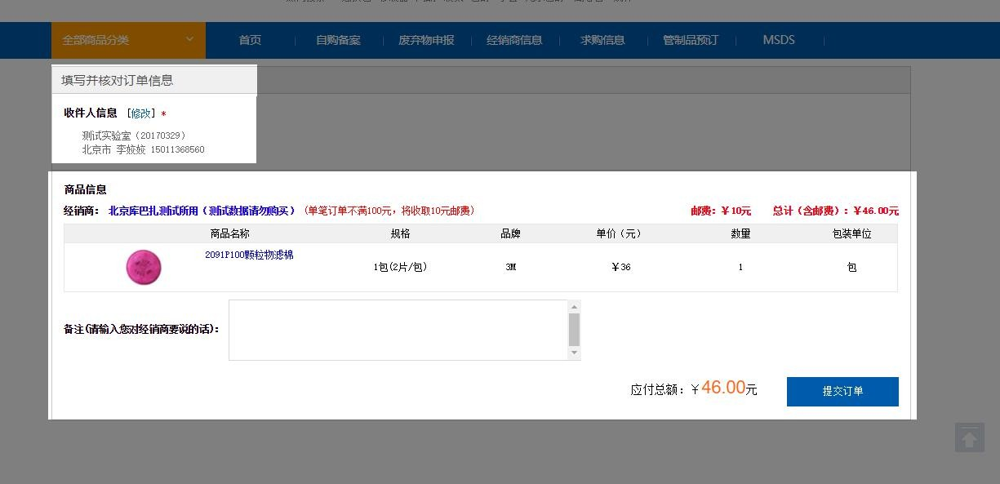 全部商品分类 首页 自购备案 废弃物申报 经销商信息 求购信息 管制品预订 MSDS
填写并核对订单信息
收件人信息 [修改] *
测试实验室（20170329）
北京市 李姣姣 15011368560
商品信息
经销商： 北京库巴扎测试所用（测试数据请勿购买）（单笔订单不满100元，将收取10元邮费） 邮费：￥10元 总计（含邮费）：￥46.00元
商品名称 规格 品牌 单价（元） 数量 包装单位
2091P100颗粒物滤棉 1包(2片/包) 3M ￥36 1 包
备注(请输入您对经销商要说的话)：
应付总额：￥46.00元 提交订单